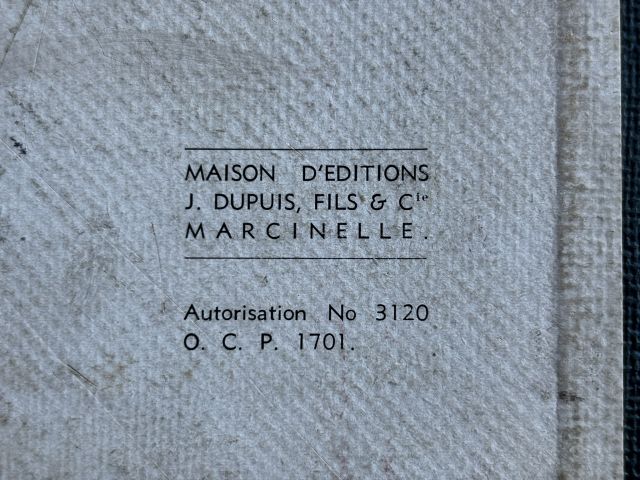 MAISON D'EDITIONS
J. DUPUIS, FILS & Cie
MARCINELLE.
Autorisation No 3120
O. C. P. 1701.